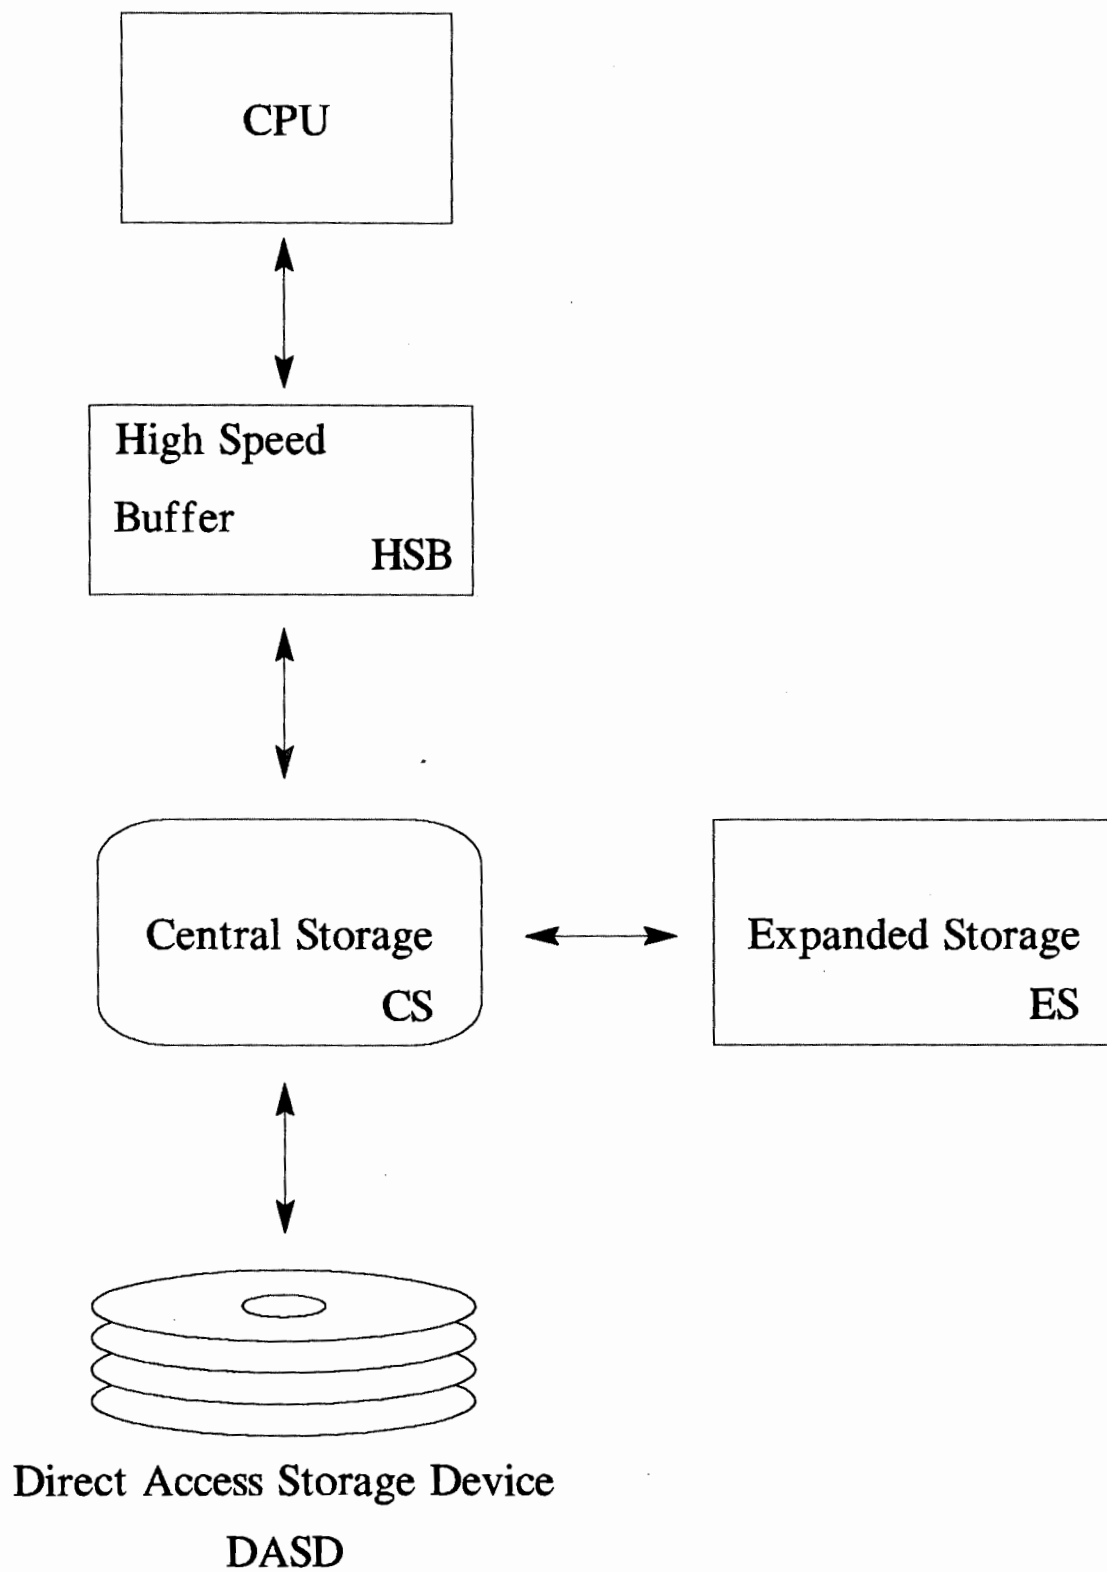 CPU
High Speed
Buffer
HSB
Central Storage
CS
Expanded Storage
ES
Direct Access Storage Device
DASD